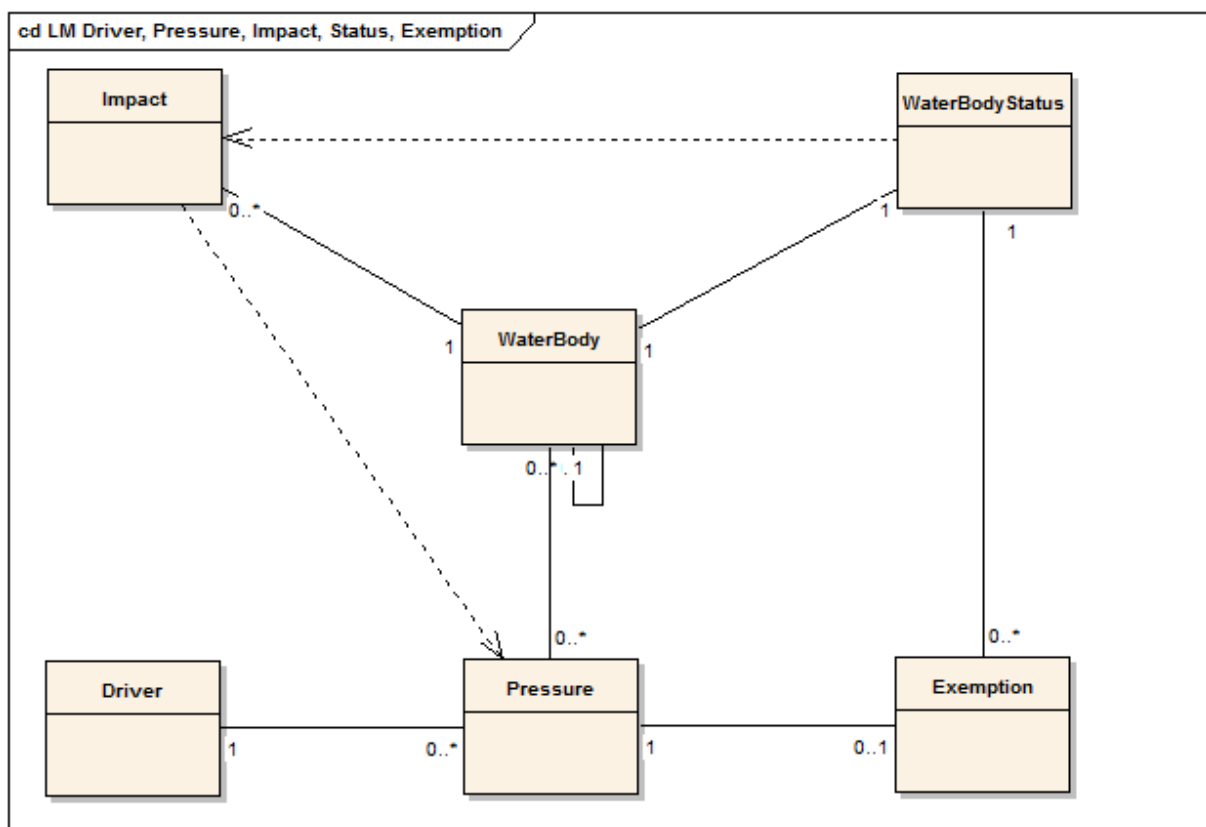 cd LM Driver, Pressure, Impact, Status, Exemption
Impact
WaterBodyStatus
0..*
1
1
WaterBody
1
1
0..*
1
0..*
0..*
Driver
Pressure
Exemption
1
0..*
1
0..1